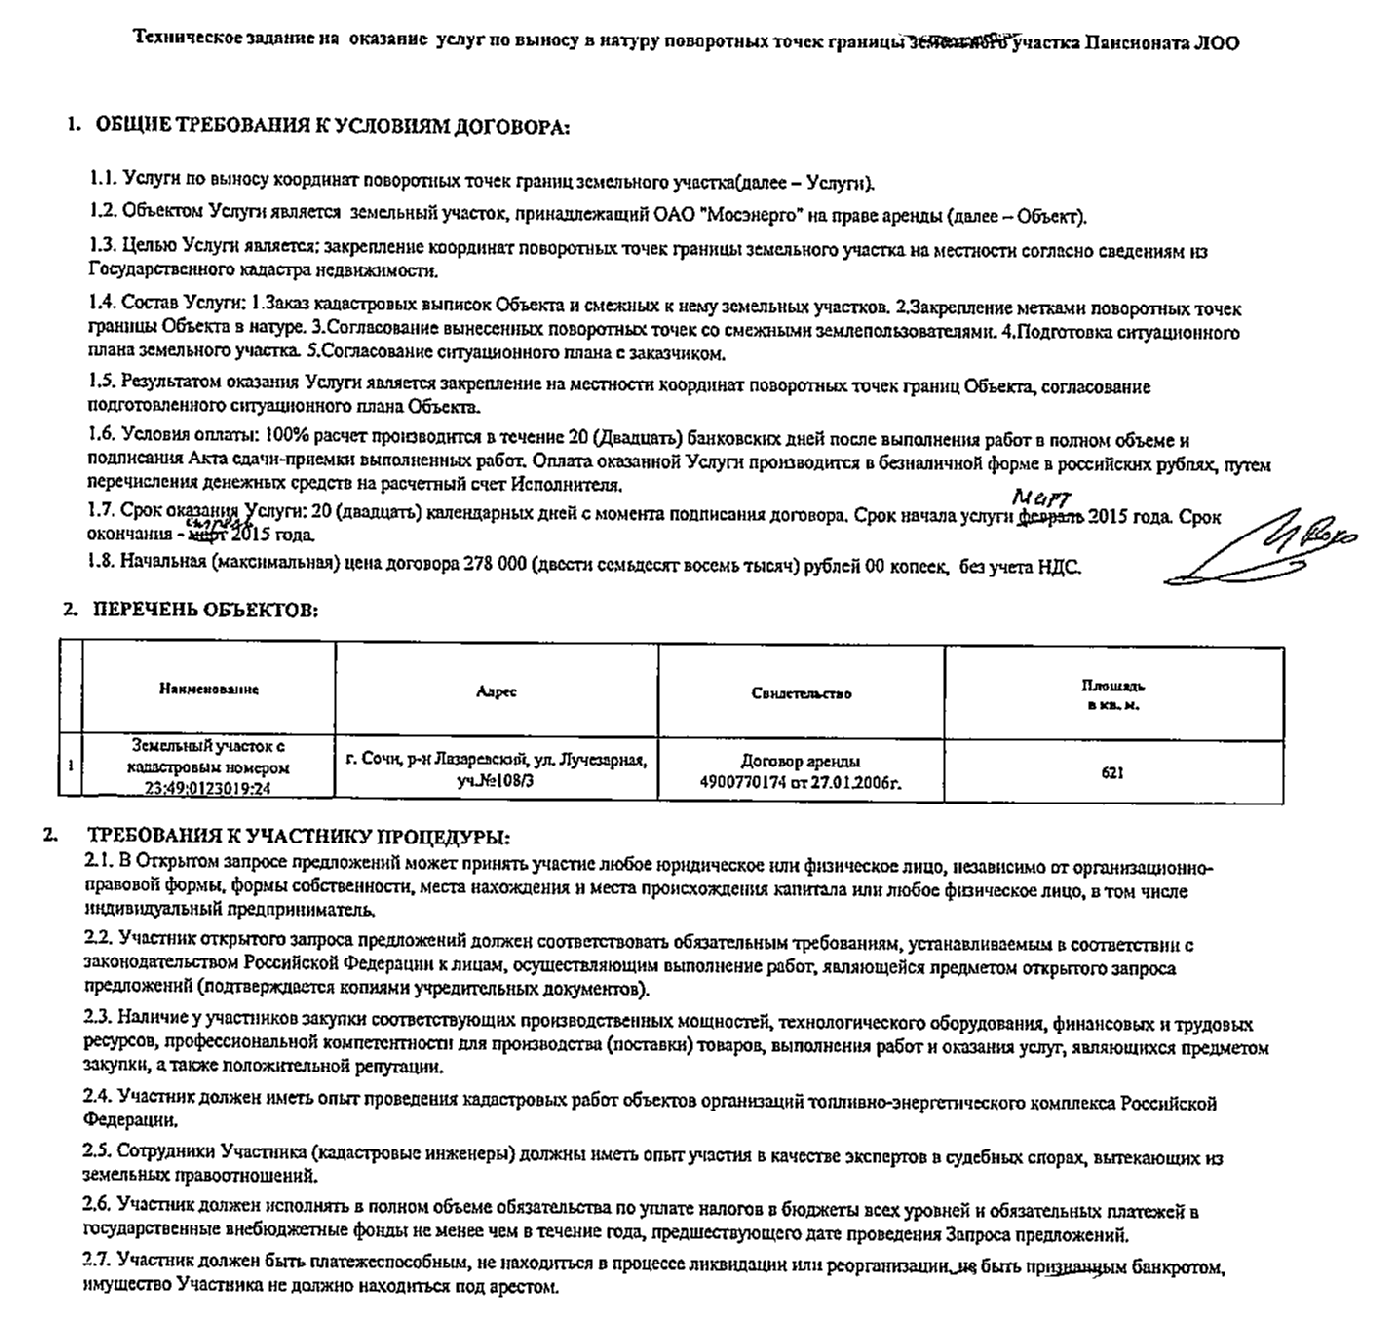 Техническое задание на оказание услуг по выносу в натуру поворотных точек границы земельного участка Пансионата ЛОО
1. ОБЩИЕ ТРЕБОВАНИЯ К УСЛОВИЯМ ДОГОВОРА:
1.1. Услуги по выносу координат поворотных точек границ земельного участка(далее – Услуги).
1.2. Объектом Услуги является земельный участок, принадлежащий ОАО "Мосэнерго" на праве аренды (далее – Объект).
1.3. Целью Услуги является: закрепление координат поворотных точек границы земельного участка на местности согласно сведениям из
Государственного кадастра недвижимости.
1.4. Состав Услуги: 1.Заказ кадастровых выписок Объекта и смежных к нему земельных участков. 2.Закрепление метками поворотных точек
границы Объекта в натуре. 3.Согласование вынесенных поворотных точек со смежными землепользователями. 4.Подготовка ситуационного
плана земельного участка. 5.Согласование ситуационного плана с заказчиком.
1.5. Результатом оказания Услуги является закрепление на местности координат поворотных точек границ Объекта, согласование
подготовленного ситуационного плана Объекта.
1.6. Условия оплаты: 100% расчет производится в течение 20 (Двадцать) банковских дней после выполнения работ в полном объеме и
подписания Акта сдачи-приемки выполненных работ. Оплата оказанной Услуги производится в безналичной форме в российских рублях, путем
перечисления денежных средств на расчетный счет Исполнителя.
март
1.7. Срок оказания Услуги: 20 (двадцать) календарных дней с момента подписания договора. Срок начала услуги февраль 2015 года. Срок
апрель
окончания – март 2015 года.
1.8. Начальная (максимальная) цена договора 278 000 (двести семьдесят восемь тысяч) рублей 00 копеек, без учета НДС.
2. ПЕРЕЧЕНЬ ОБЪЕКТОВ:
Наименование Адрес Свидетельство Площадь
в кв. м.
1 Земельный участок с
кадастровым номером
23:49:0123019:24
г. Сочи, р-н Лазаревский, ул. Лучезарная,
уч.№108/3
Договор аренды
4900770174 от 27.01.2006г.
621
2. ТРЕБОВАНИЯ К УЧАСТНИКУ ПРОЦЕДУРЫ:
2.1. В Открытом запросе предложений может принять участие любое юридическое или физическое лицо, независимо от организационно-
правовой формы, формы собственности, места нахождения и места происхождения капитала или любое физическое лицо, в том числе
индивидуальный предприниматель.
2.2. Участник открытого запроса предложений должен соответствовать обязательным требованиям, устанавливаемым в соответствии с
законодательством Российской Федерации к лицам, осуществляющим выполнение работ, являющейся предметом открытого запроса
предложений (подтверждается копиями учредительных документов).
2.3. Наличие у участников закупки соответствующих производственных мощностей, технологического оборудования, финансовых и трудовых
ресурсов, профессиональной компетентности для производства (поставки) товаров, выполнения работ и оказания услуг, являющихся предметом
закупки, а также положительной репутации.
2.4. Участник должен иметь опыт проведения кадастровых работ объектов организаций топливно-энергетического комплекса Российской
Федерации.
2.5. Сотрудники Участника (кадастровые инженеры) должны иметь опыт участия в качестве экспертов в судебных спорах, вытекающих из
земельных правоотношений.
2.6. Участник должен исполнять в полном объеме обязательства по уплате налогов в бюджеты всех уровней и обязательных платежей в
государственные внебюджетные фонды не менее чем в течение года, предшествующего дате проведения Запроса предложений.
2.7. Участник должен быть платежеспособным, не находиться в процессе ликвидации или реорганизации, не быть признанным банкротом,
имущество Участника не должно находиться под арестом.